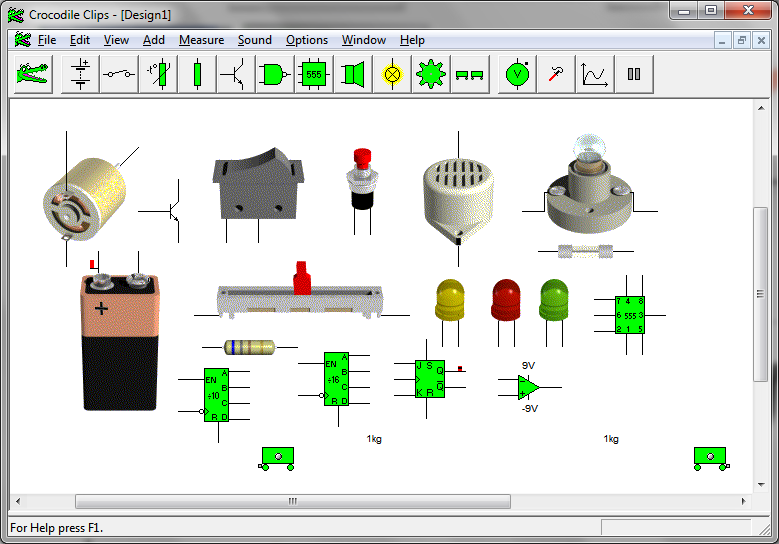 Crocodile Clips - [Design1]
File Edit View Add Measure Sound Options Window Help
555 V
+
7 4 8
6 555 3
2 1 5
EN A
B
÷10 C
R D
EN A
B
÷16 C
R D
J S Q
K R Q̅
9V
- +
-9V
1kg 1kg
For Help press F1.